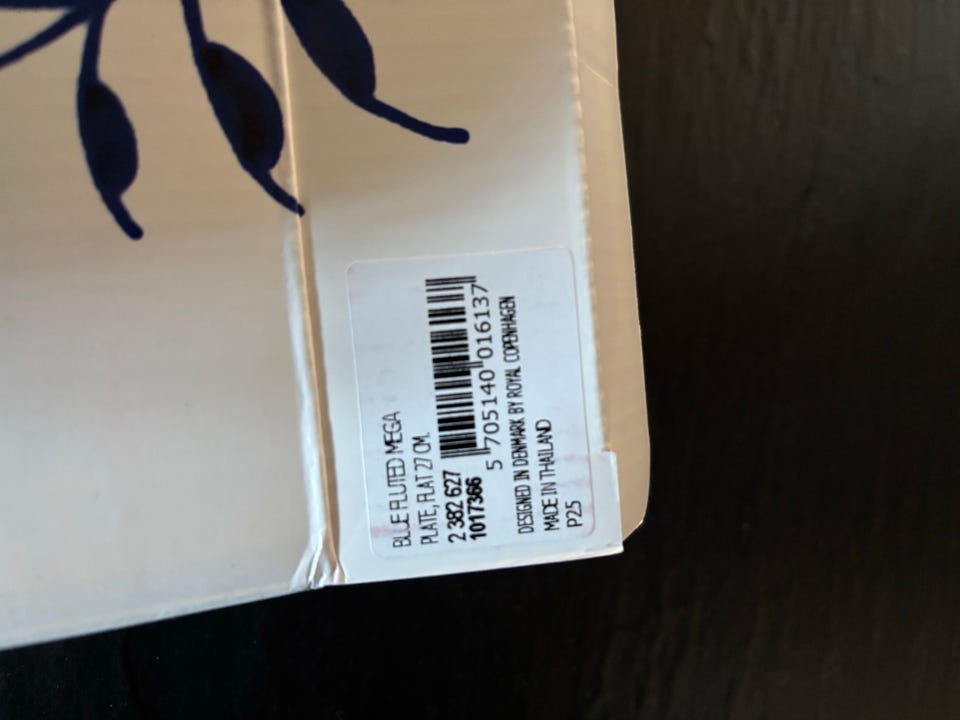 BLUE FLUTED MEGA
PLATE, FLAT 27 CM.
2 382 627
1017366
5 705140 016137
DESIGNED IN DENMARK BY ROYAL COPENHAGEN
MADE IN THAILAND
P25